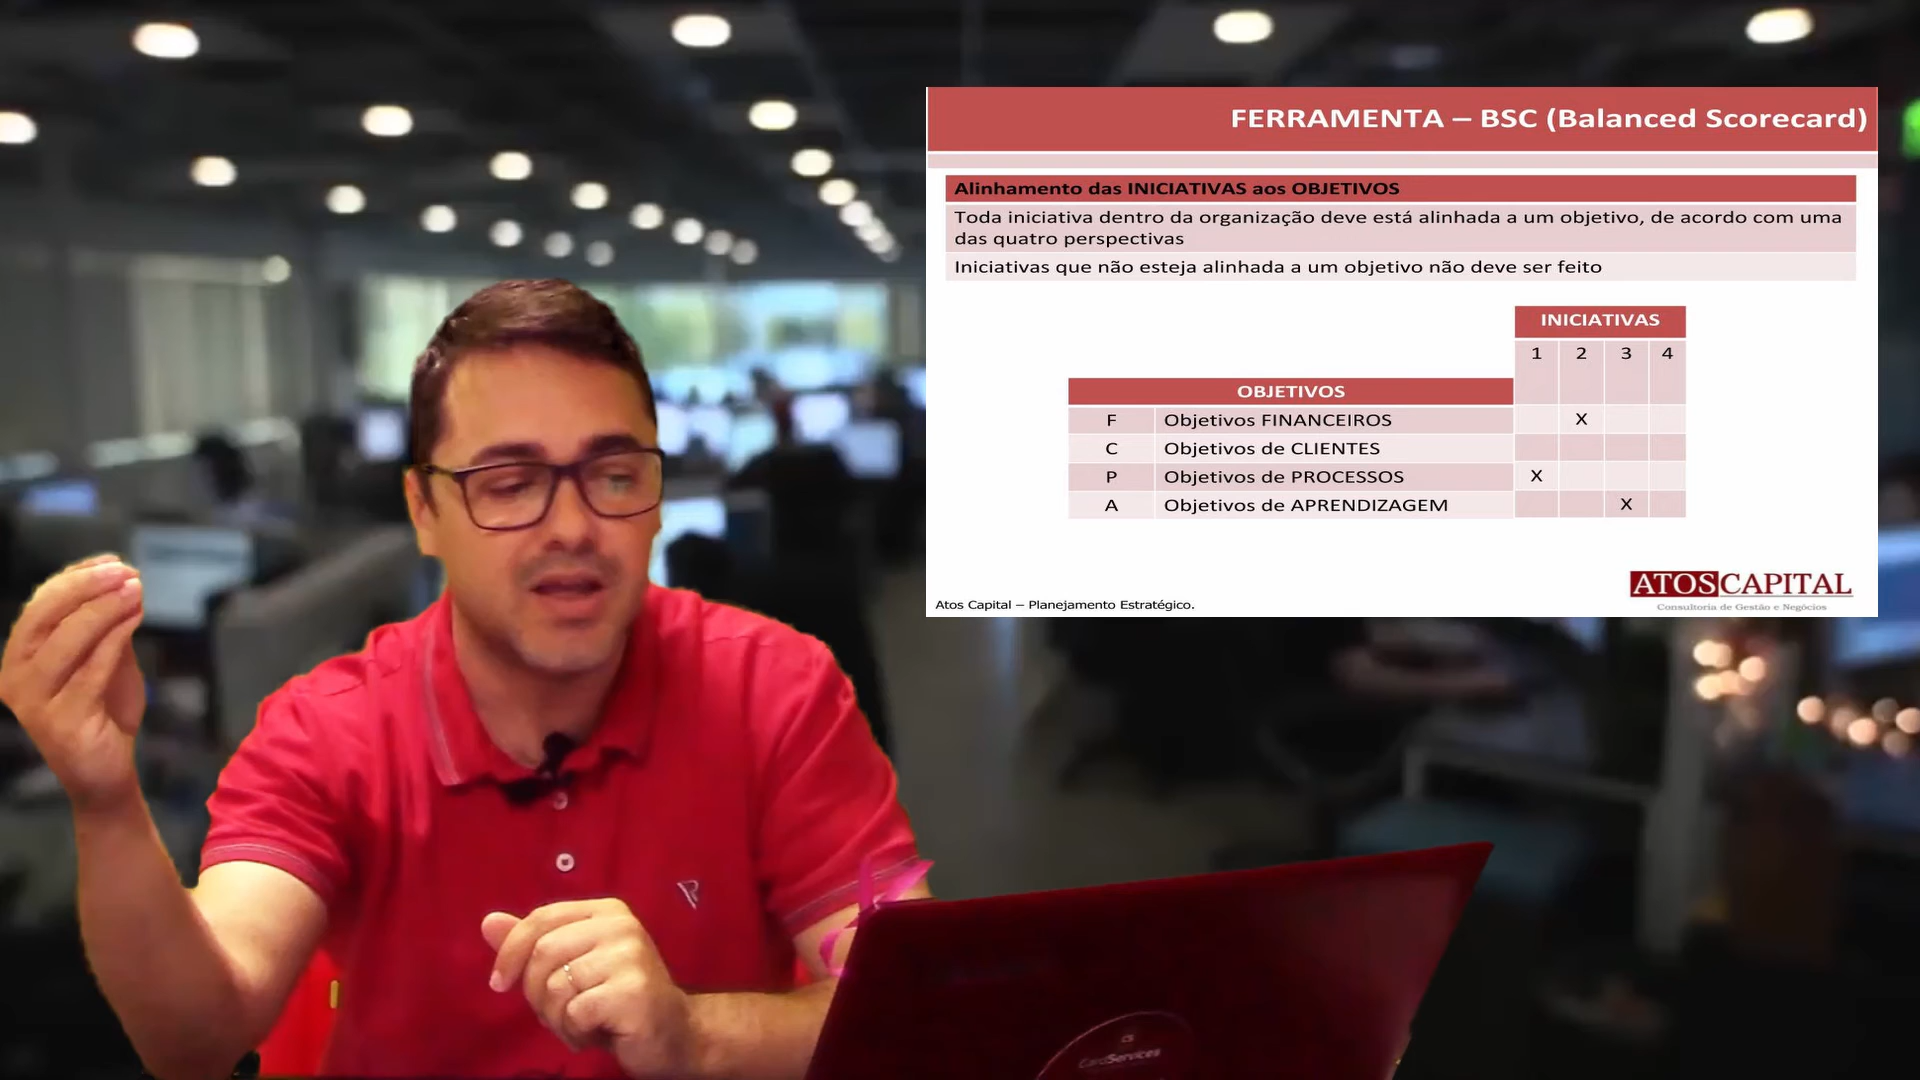 FERRAMENTA – BSC (Balanced Scorecard)
Alinhamento das INICIATIVAS aos OBJETIVOS
Toda iniciativa dentro da organização deve está alinhada a um objetivo, de acordo com uma
das quatro perspectivas
Iniciativas que não esteja alinhada a um objetivo não deve ser feito
INICIATIVAS
1 2 3 4
OBJETIVOS
F Objetivos FINANCEIROS X
C Objetivos de CLIENTES
P Objetivos de PROCESSOS X
A Objetivos de APRENDIZAGEM X
ATOSCAPITAL
Consultoria de Gestão e Negócios
Atos Capital – Planejamento Estratégico.
CS
CardServices